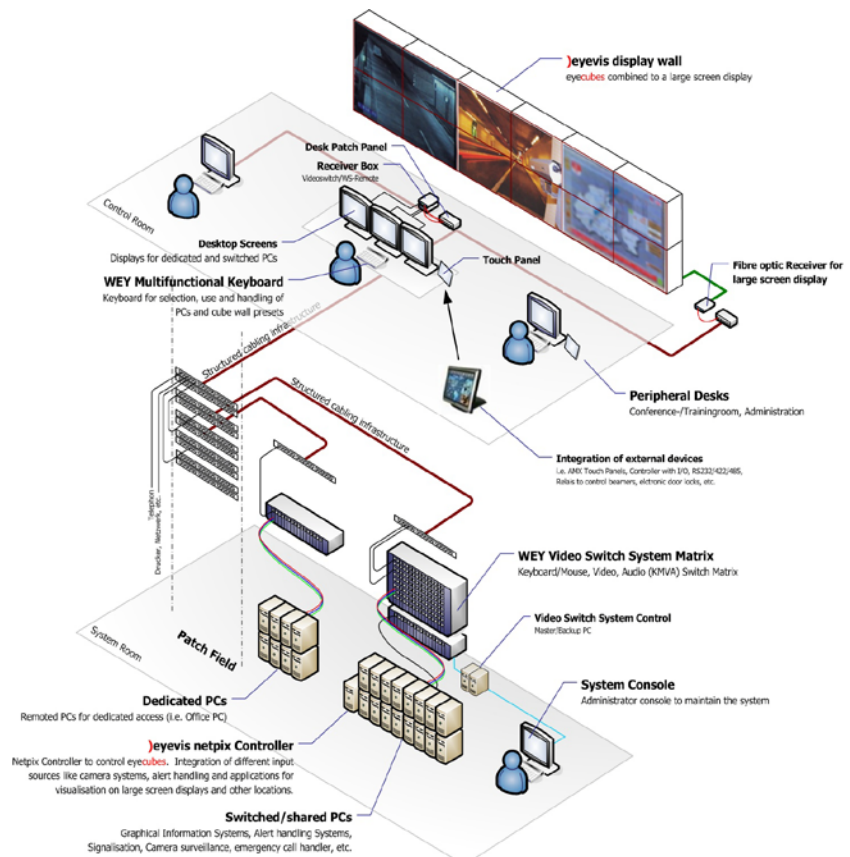 )eyevis display wall
eyecubes combined to a large screen display
Desk Patch Panel
Receiver Box
Videoswitch/WS-Remote
Control Room
Desktop Screens
Displays for dedicated and switched PCs
Touch Panel
WEY Multifunctional Keyboard
Keyboard for selection, use and handling of
PCs and cube wall presets
Fibre optic Receiver for
large screen display
Structured cabling infrastructure
Structured cabling infrastructure
Peripheral Desks
Conference-/Trainingroom, Administration
Integration of external devices
i.e. AMX Touch Panels, Controller with I/O, RS232/422/485,
Relais to control beamers, elctronic door locks, etc.
Telephon
Drucker, Netzwerk, etc.
WEY Video Switch System Matrix
Keyboard/Mouse, Video, Audio (KMVA) Switch Matrix
Video Switch System Control
Master/Backup PC
System Room
Patch Field
Dedicated PCs
Remoted PCs for dedicated access (i.e. Office PC)
System Console
Administrator console to maintain the system
)eyevis netpix Controller
Netpix Controller to control eyecubes. Integration of different input
sources like camera systems, alert handling and applications for
visualisation on large screen displays and other locations.
Switched/shared PCs
Graphical Information Systems, Alert handling Systems,
Signalisation, Camera surveillance, emergency call handler, etc.